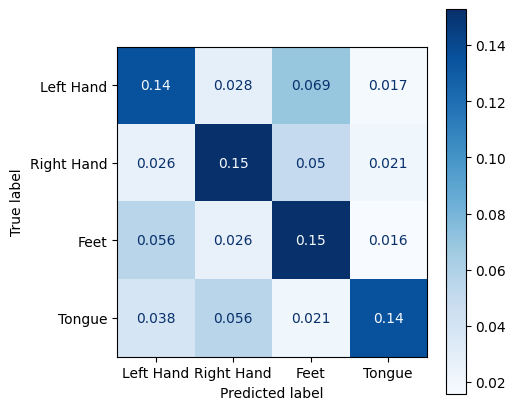 0.14
Left Hand 0.14 0.028 0.069 0.017
0.12
Right Hand 0.026 0.15 0.05 0.021
0.10
True label
0.08
Feet 0.056 0.026 0.15 0.016
0.06
Tongue 0.038 0.056 0.021 0.14
0.04
Left Hand Right Hand Feet Tongue
0.02
Predicted label